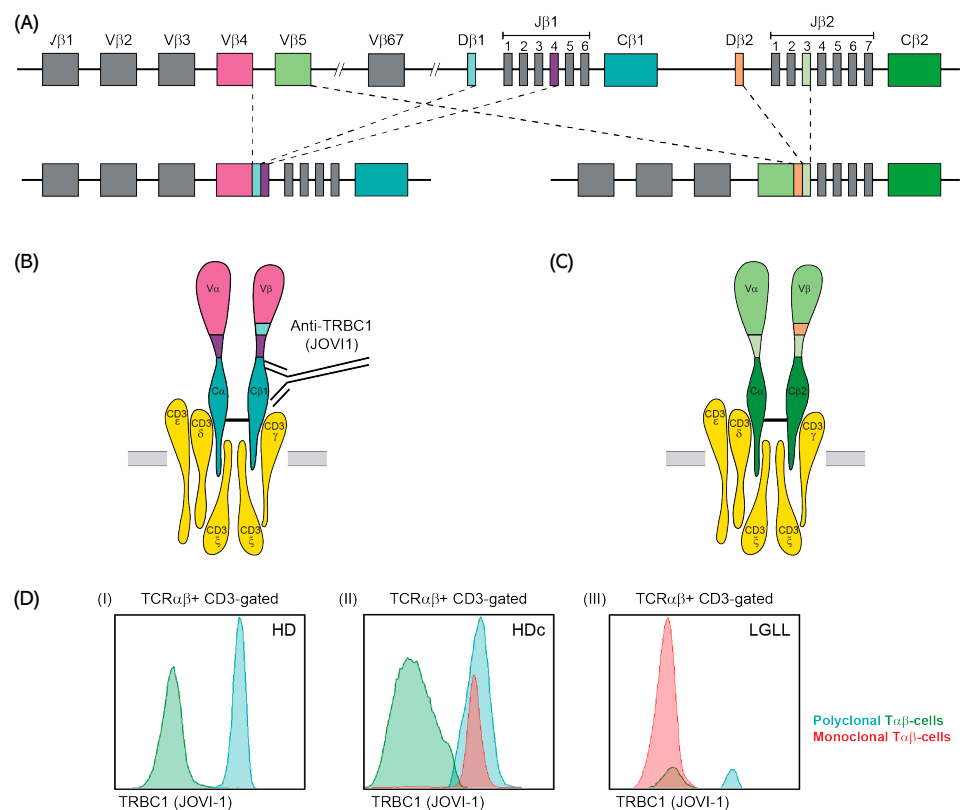 (A)
Jβ1
Jβ2
√β1 Vβ2 Vβ3 Vβ4 Vβ5 Vβ67 Dβ1 1 2 3 4 5 6 Cβ1 Dβ2 1 2 3 4 5 6 7 Cβ2
(B)
(C)
Vα Vβ
Anti-TRBC1
(JOVI1)
Cα Cβ1
CD3 ε
CD3 δ
CD3 γ
CD3 ξ
CD3 ξ
Vα Vβ
Cα Cβ2
CD3 ε
CD3 δ
CD3 γ
CD3 ξ
CD3 ξ
(D)
(I) TCRαβ+ CD3-gated
HD
TRBC1 (JOVI-1)
(II) TCRαβ+ CD3-gated
HDc
TRBC1 (JOVI-1)
(III) TCRαβ+ CD3-gated
LGLL
TRBC1 (JOVI-1)
Polyclonal Tαβ-cells
Monoclonal Tαβ-cells